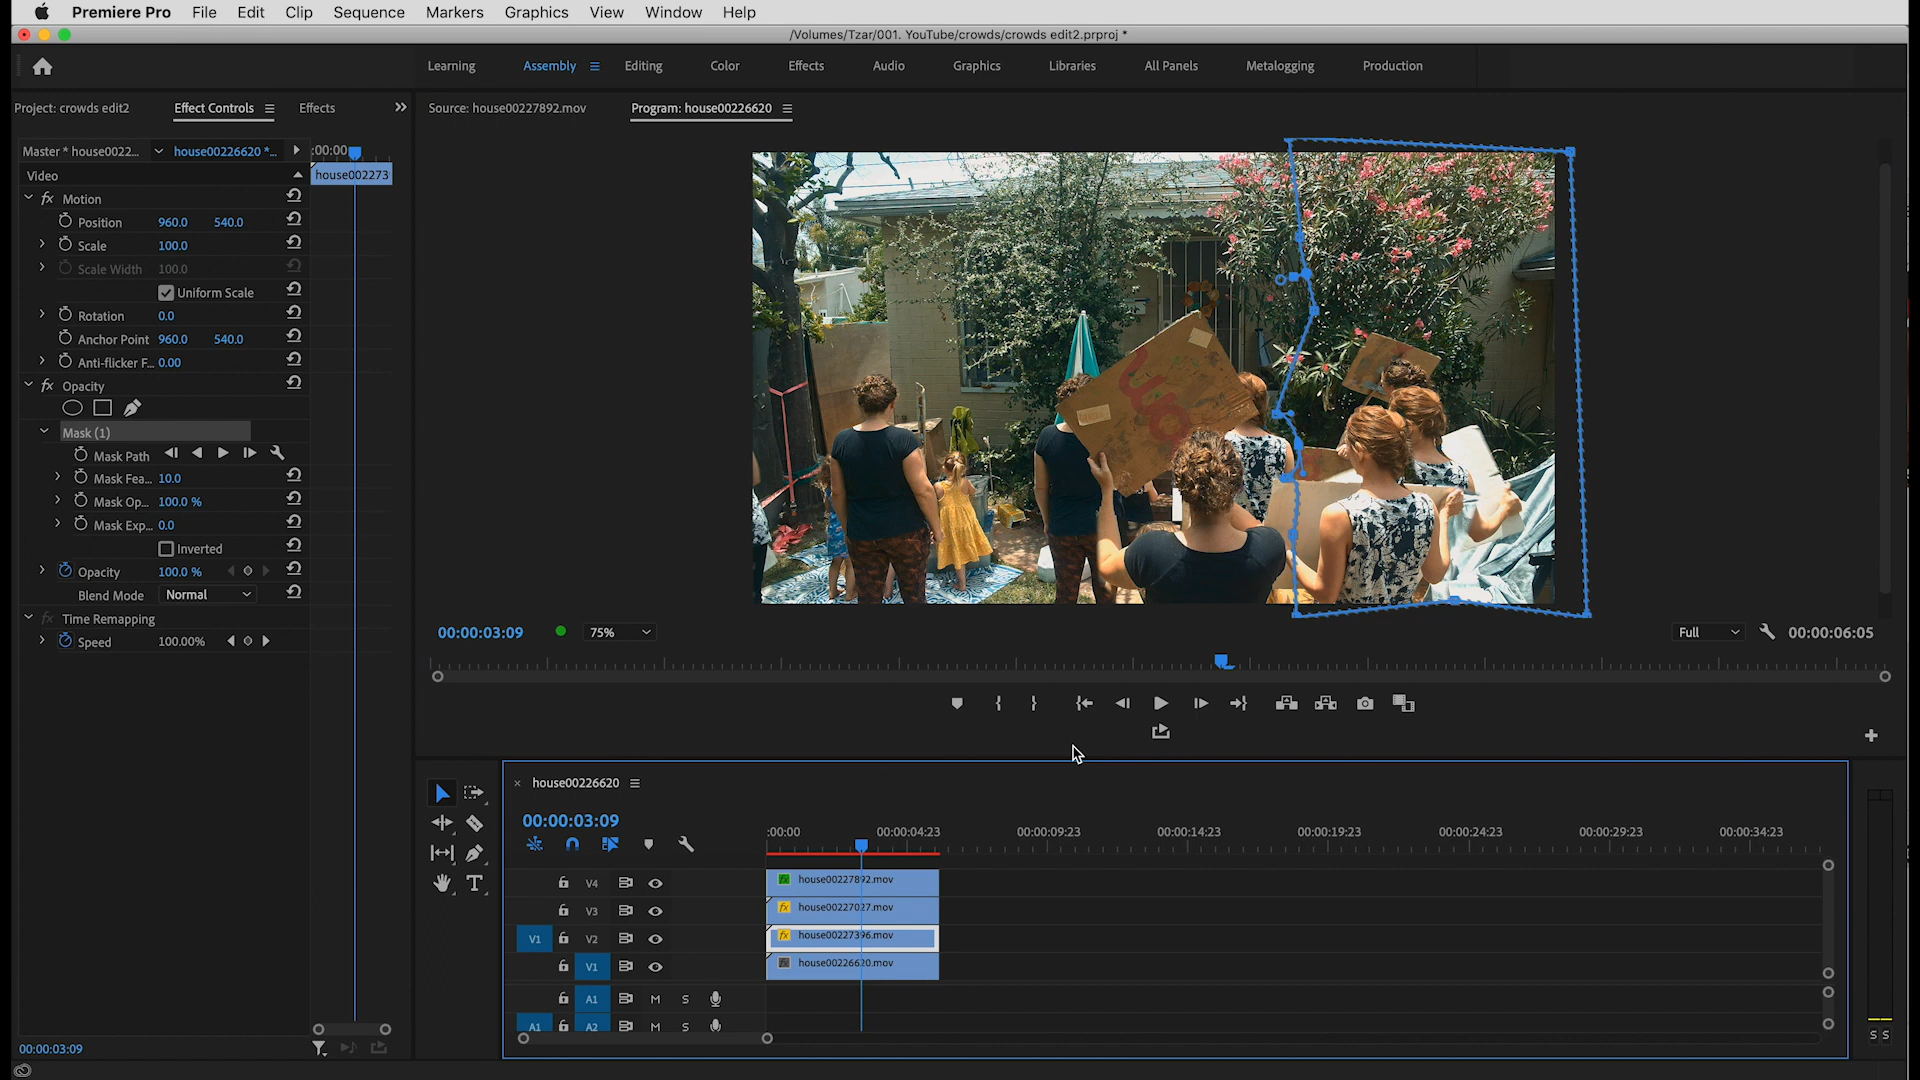 Premiere Pro File Edit Clip Sequence Markers Graphics View Window Help
/Volumes/Tzar/001. YouTube/crowds/crowds edit2.prproj *
Learning Assembly Editing Color Effects Audio Graphics Libraries All Panels Metalogging Production
Project: crowds edit2 Effect Controls Effects
Source: house00227892.mov Program: house00226620
Master * house0022... house00226620 *... :00:00
Video house002273
fx Motion
Position 960.0 540.0
Scale 100.0
Scale Width 100.0
Uniform Scale
Rotation 0.0
Anchor Point 960.0 540.0
Anti-flicker F... 0.00
fx Opacity
Mask (1)
Mask Path
Mask Fea... 10.0
Mask Op... 100.0 %
Mask Exp... 0.0
Inverted
Opacity 100.0 %
Blend Mode Normal
fx Time Remapping
Speed 100.00%
00:00:03:09 75% Full 00:00:06:05
× house00226620
00:00:03:09
:00:00 00:00:04:23 00:00:09:23 00:00:14:23 00:00:19:23 00:00:24:23 00:00:29:23 00:00:34:23
V4 fx house00227892.mov
V3 fx house00227027.mov
V1 V2 fx house00227396.mov
V1 fx house00226620.mov
A1 M S
A1 A2 M S
T
S S
00:00:03:09